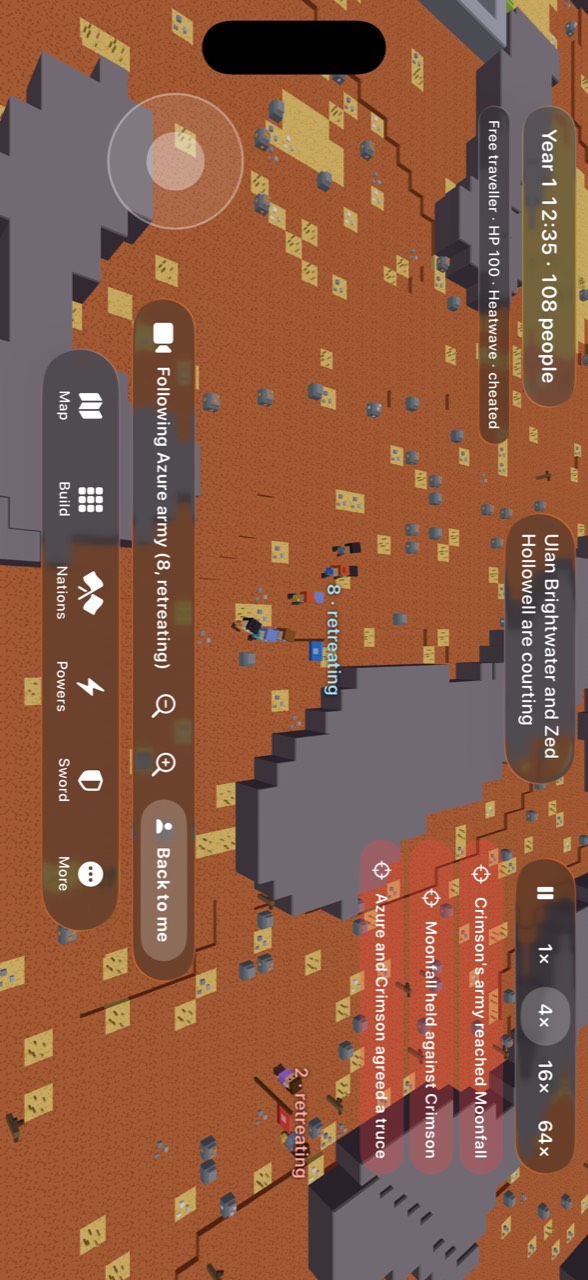 Year 1 12:35 · 108 people
Free traveller · HP 100 · Heatwave · cheated
Ulan Brightwater and Zed
Hollowell are courting
1×
4×
16×
64×
Crimson's army reached Moonfall
Moonfall held against Crimson
Azure and Crimson agreed a truce
8 · retreating
2 · retreating
Following Azure army (8, retreating)
Back to me
Map
Build
Nations
Powers
Sword
More